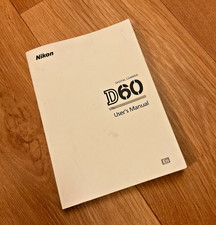 Nikon
DIGITAL CAMERA
D60
User's Manual
En